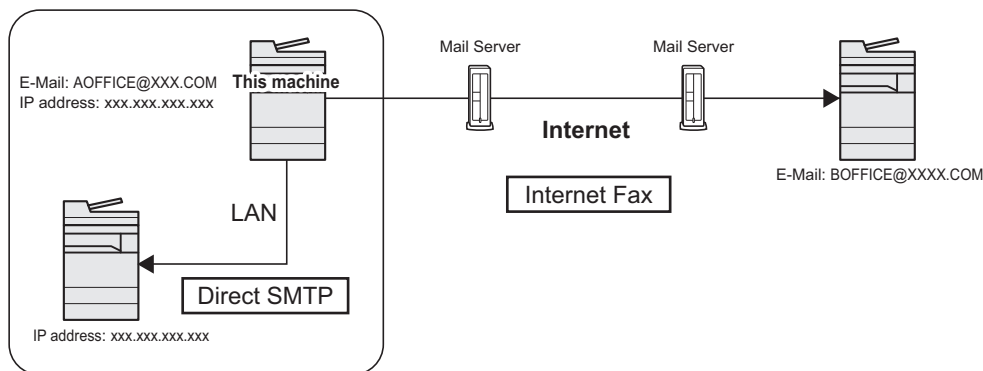 Mail Server
Mail Server
E-Mail: AOFFICE@XXX.COM
This machine
IP address: xxx.xxx.xxx.xxx
Internet
E-Mail: BOFFICE@XXXX.COM
Internet Fax
LAN
Direct SMTP
IP address: xxx.xxx.xxx.xxx